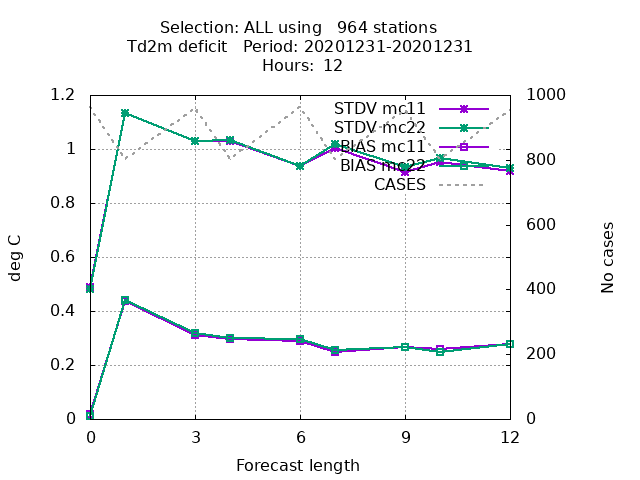 Selection: ALL using   964 stations
Td2m deficit   Period: 20201231-20201231
Hours:  12
STDV mc11
STDV mc22
BIAS mc11
BIAS mc22
CASES
1.2
1
0.8
0.6
0.4
0.2
0
1000
800
600
400
200
0
deg C
No cases
0 3 6 9 12
Forecast length